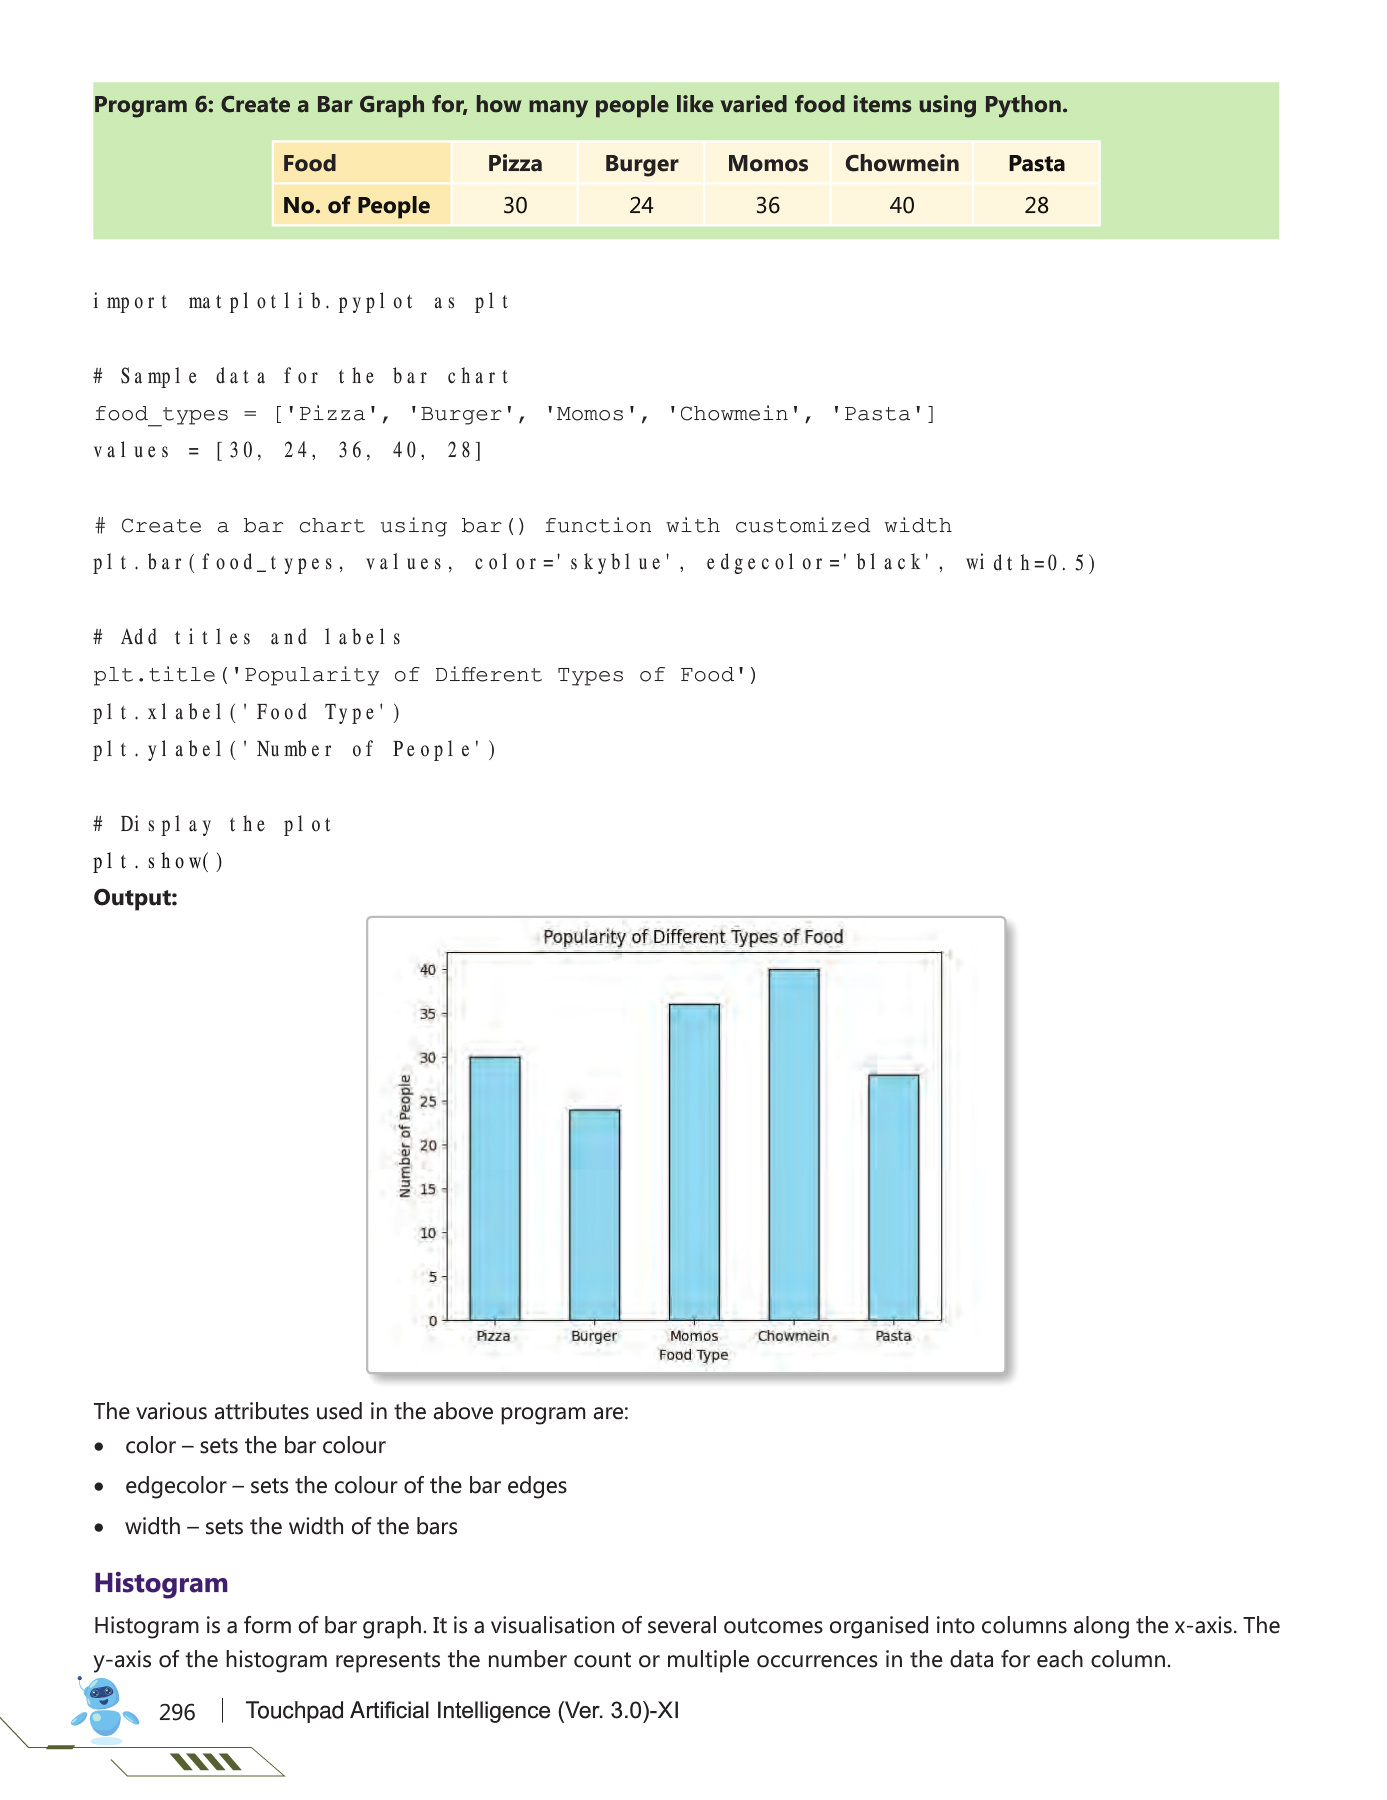 Program 6: Create a Bar Graph for, how many people like varied food items using Python.
Food Pizza Burger Momos Chowmein Pasta
No. of People 30 24 36 40 28
import matplotlib.pyplot as plt
# Sample data for the bar chart
food_types = ['Pizza', 'Burger', 'Momos', 'Chowmein', 'Pasta']
values = [30, 24, 36, 40, 28]
# Create a bar chart using bar() function with customized width
plt.bar(food_types, values, color='skyblue', edgecolor='black', width=0.5)
# Add titles and labels
plt.title('Popularity of Different Types of Food')
plt.xlabel('Food Type')
plt.ylabel('Number of People')
# Display the plot
plt.show()
Output:
Popularity of Different Types of Food
40
35
30
25
20
15
10
5
0
Number of People
Pizza Burger Momos Chowmein Pasta
Food Type
The various attributes used in the above program are:
• color – sets the bar colour
• edgecolor – sets the colour of the bar edges
• width – sets the width of the bars
Histogram
Histogram is a form of bar graph. It is a visualisation of several outcomes organised into columns along the x-axis. The
y-axis of the histogram represents the number count or multiple occurrences in the data for each column.
296 Touchpad Artificial Intelligence (Ver. 3.0)-XI